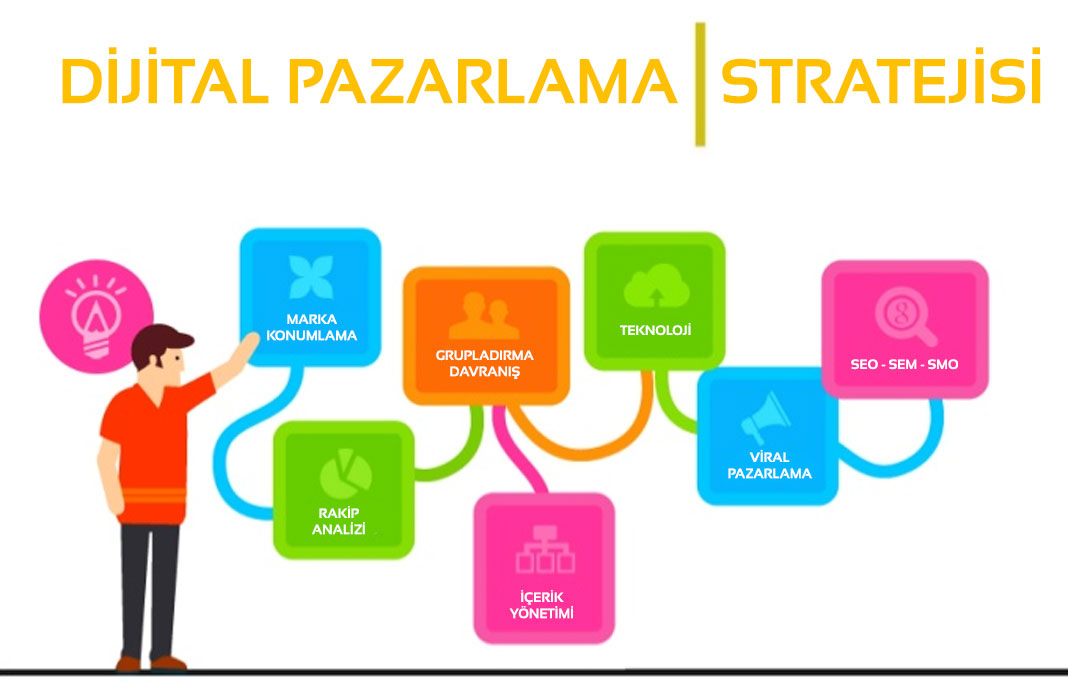 DİJİTAL PAZARLAMA | STRATEJİSİ
MARKA
KONUMLAMA
RAKİP
ANALİZİ
GRUPLADIRMA
DAVRANIŞ
İÇERİK
YÖNETİMİ
TEKNOLOJİ
VİRAL
PAZARLAMA
8
SEO - SEM - SMO